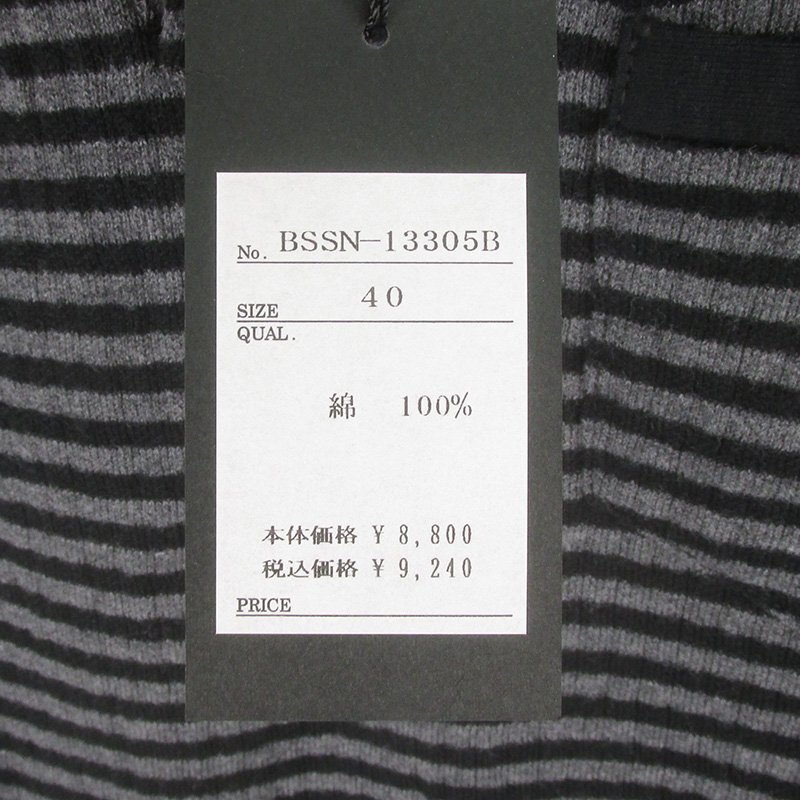 No. BSSN-13305B
SIZE 40
QUAL.
綿 100%
本体価格 ¥ 8,800
税込価格 ¥ 9,240
PRICE